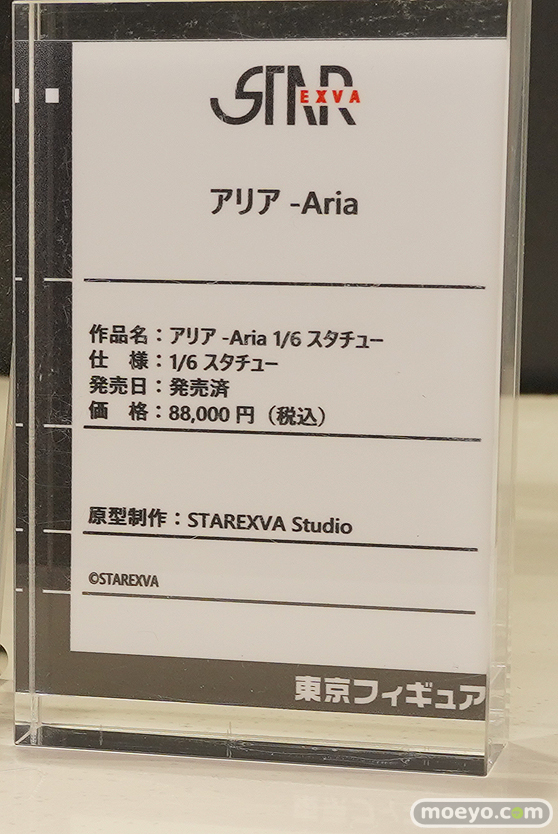 STAR
EXVA
アリア -Aria
作品名：アリア -Aria 1/6 スタチュー
仕　様：1/6 スタチュー
発売日：発売済
価　格：88,000 円（税込）
原型制作：STAREXVA Studio
©STAREXVA
東京フィギュア
moeyo.com